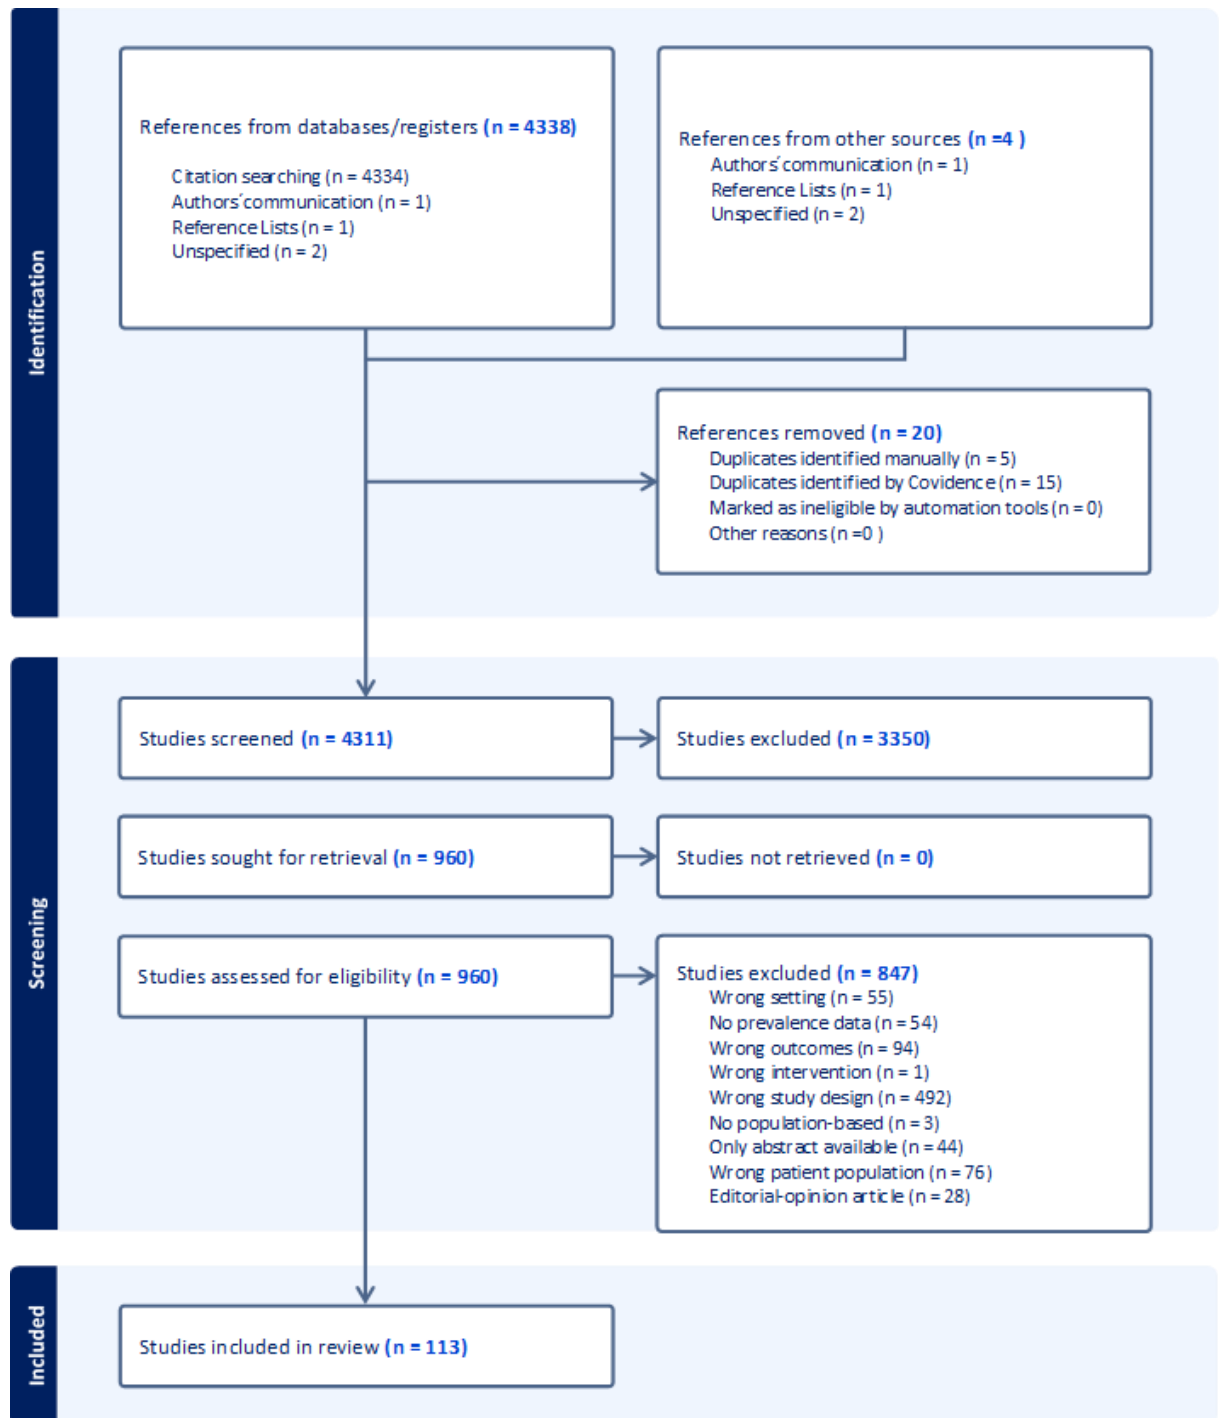 Identification
References from databases/registers (n = 4338)
Citation searching (n = 4334)
Authors´communication (n = 1)
Reference Lists (n = 1)
Unspecified (n = 2)
References from other sources (n =4 )
Authors´communication (n = 1)
Reference Lists (n = 1)
Unspecified (n = 2)
References removed (n = 20)
Duplicates identified manually (n = 5)
Duplicates identified by Covidence (n = 15)
Marked as ineligible by automation tools (n = 0)
Other reasons (n =0 )
Screening
Studies screened (n = 4311)
Studies excluded (n = 3350)
Studies sought for retrieval (n = 960)
Studies not retrieved (n = 0)
Studies assessed for eligibility (n = 960)
Studies excluded (n = 847)
Wrong setting (n = 55)
No prevalence data (n = 54)
Wrong outcomes (n = 94)
Wrong intervention (n = 1)
Wrong study design (n = 492)
No population-based (n = 3)
Only abstract available (n = 44)
Wrong patient population (n = 76)
Editorial-opinion article (n = 28)
Included
Studies included in review (n = 113)